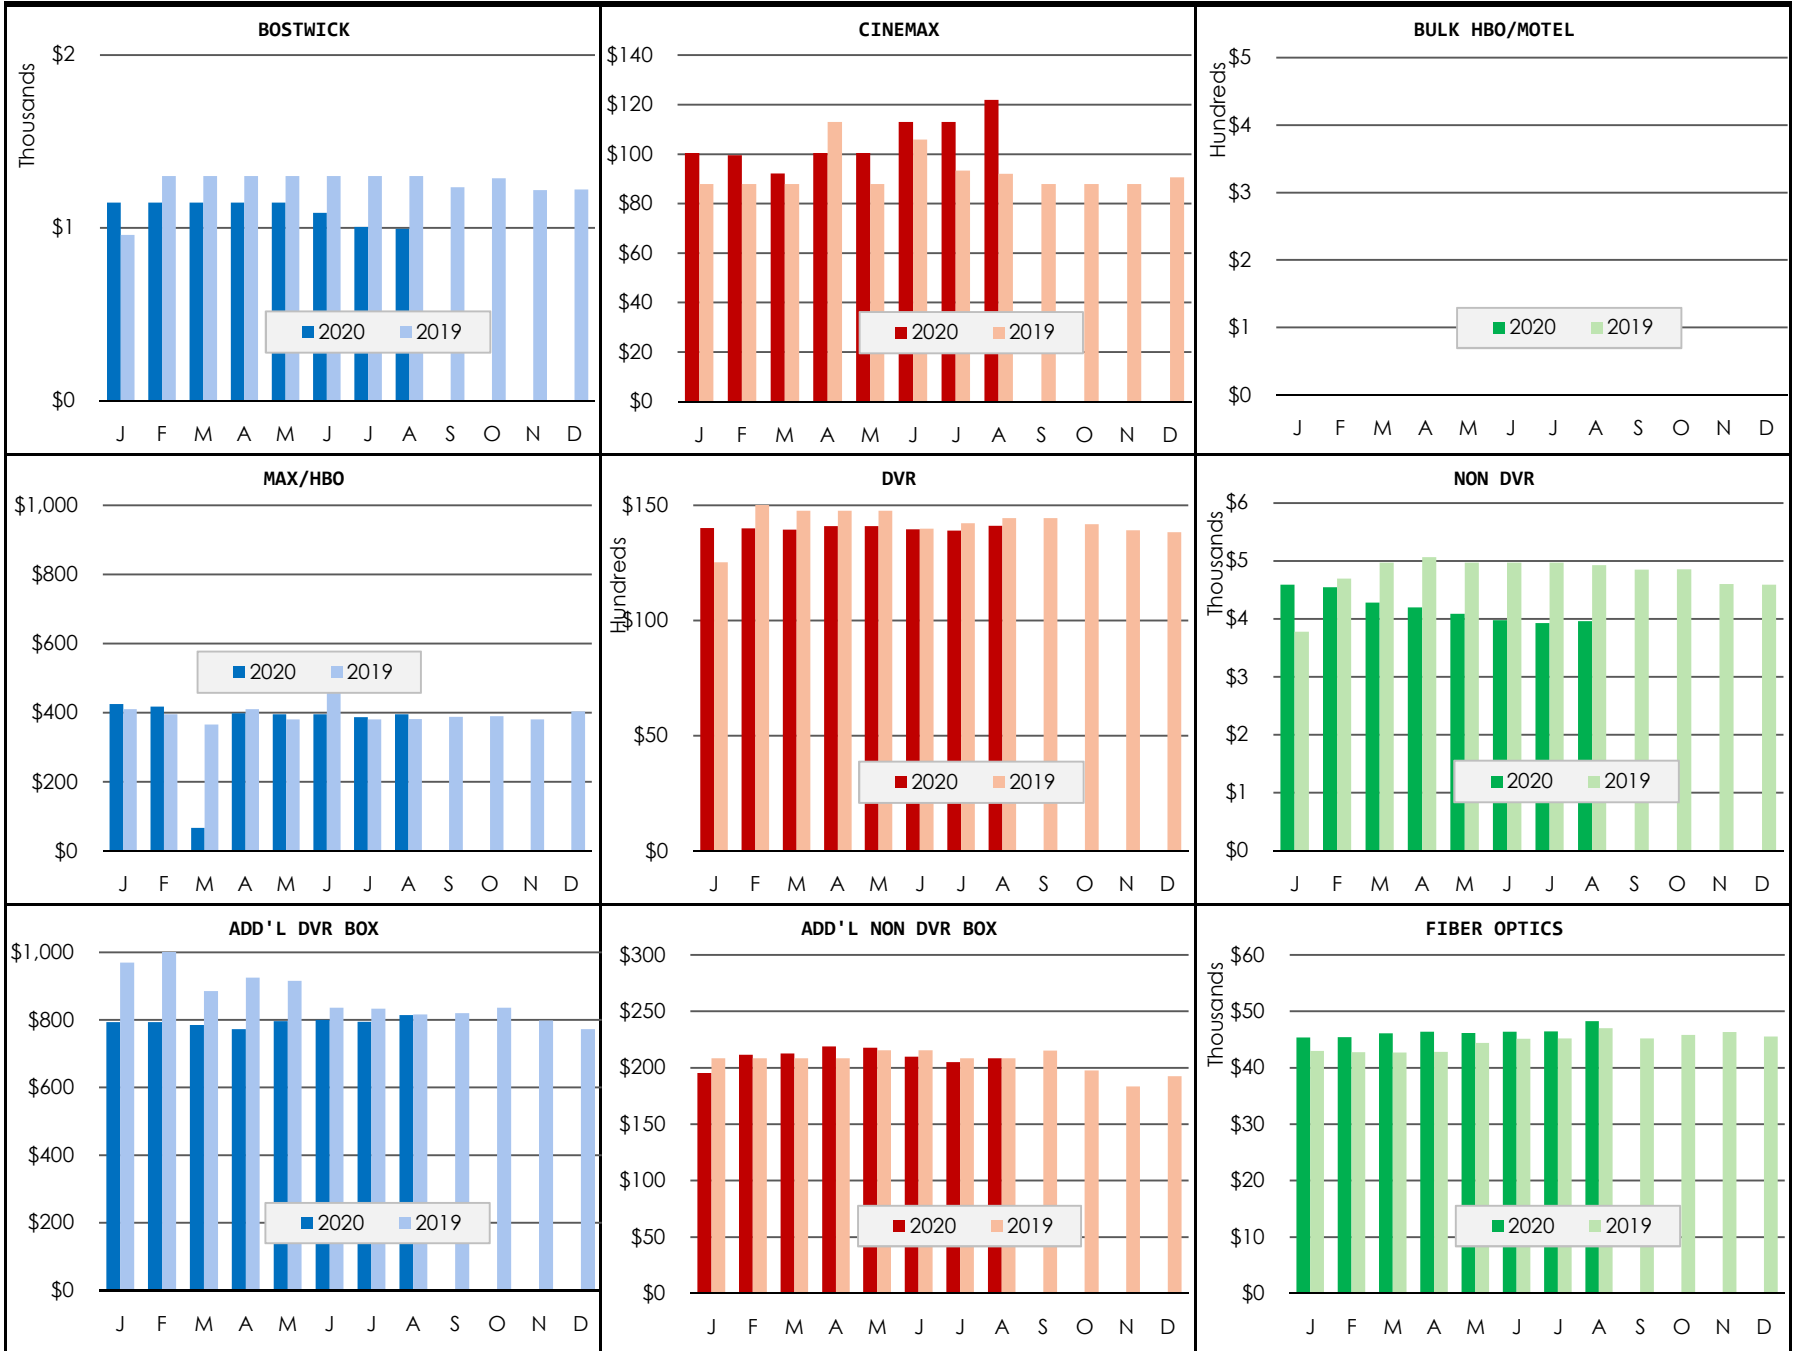 BOSTWICK
Thousands
$2
$1
$0
J F M A M J J A S O N D
2020 2019
CINEMAX
$140
$120
$100
$80
$60
$40
$20
$0
J F M A M J J A S O N D
2020 2019
BULK HBO/MOTEL
Hundreds
$5
$4
$3
$2
$1
$0
J F M A M J J A S O N D
2020 2019
MAX/HBO
$1,000
$800
$600
$400
$200
$0
J F M A M J J A S O N D
2020 2019
DVR
Hundreds
$150
$100
$50
$0
J F M A M J J A S O N D
2020 2019
NON DVR
Thousands
$6
$5
$4
$3
$2
$1
$0
J F M A M J J A S O N D
2020 2019
ADD'L DVR BOX
$1,000
$800
$600
$400
$200
$0
J F M A M J J A S O N D
2020 2019
ADD'L NON DVR BOX
$300
$250
$200
$150
$100
$50
$0
J F M A M J J A S O N D
2020 2019
FIBER OPTICS
Thousands
$60
$50
$40
$30
$20
$10
$0
J F M A M J J A S O N D
2020 2019